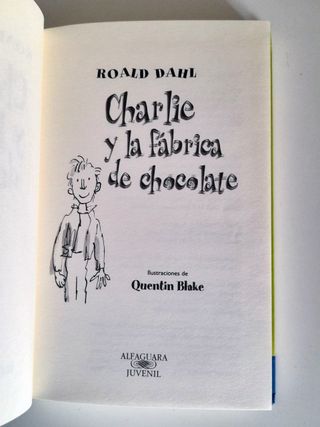 ROALD DAHL
Charlie
y la fábrica
de chocolate
Ilustraciones de
Quentin Blake
ALFAGUARA
JUVENIL